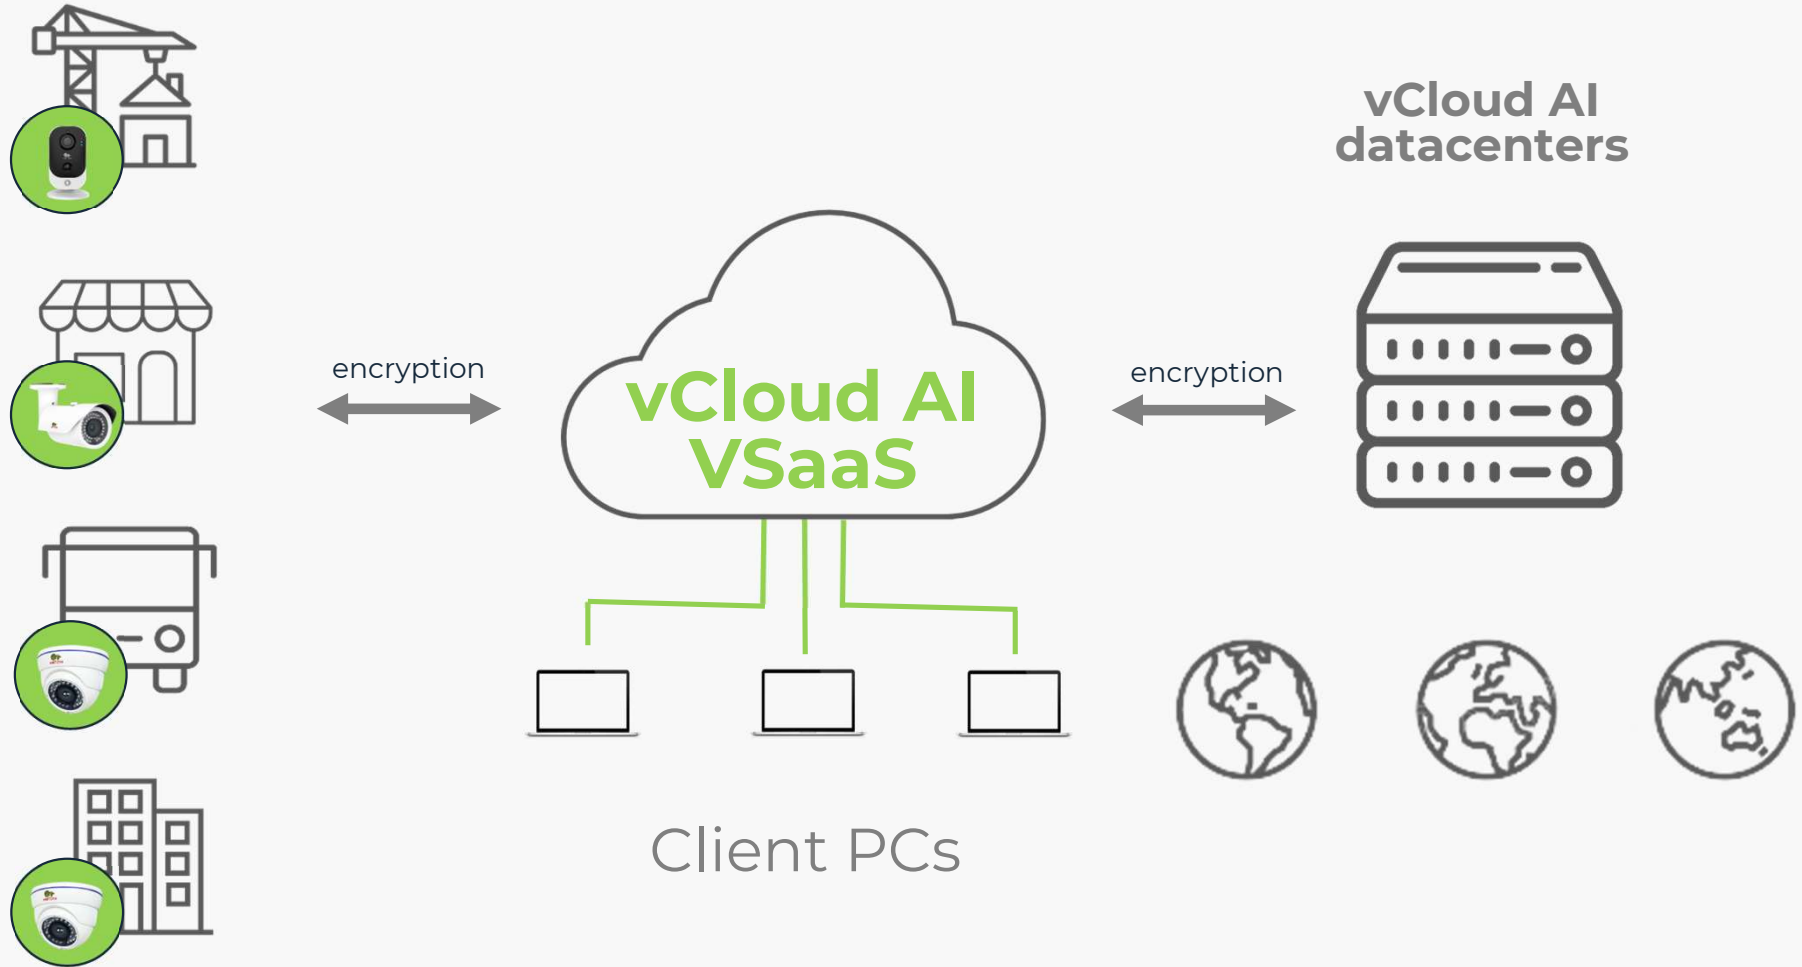 vCloud AI
datacenters
encryption
vCloud AI
VSaaS
encryption
Client PCs